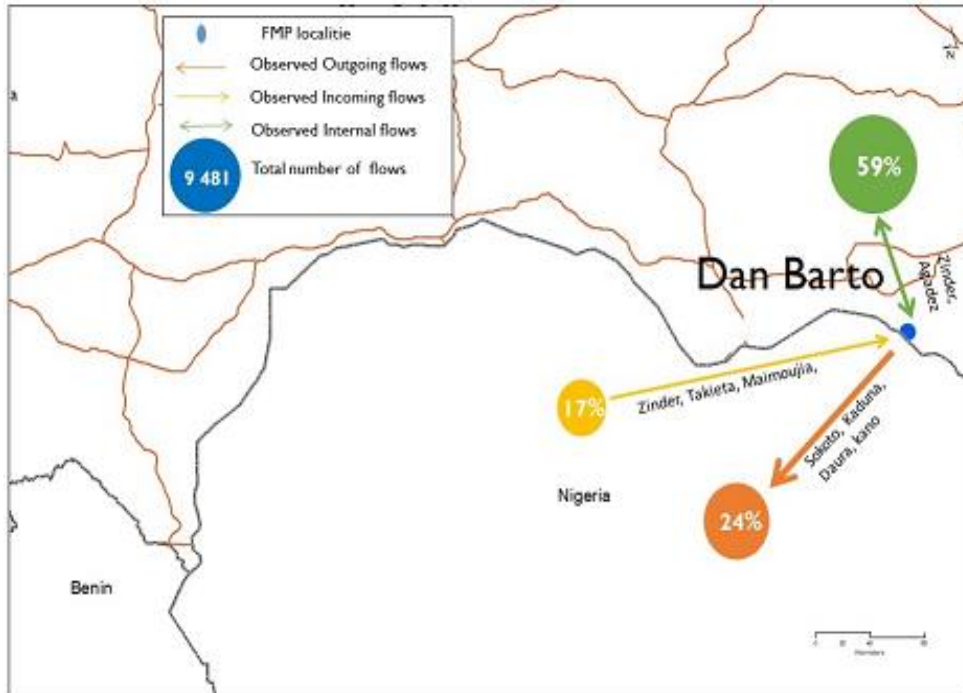 FMP localitie
Observed Outgoing flows
Observed Incoming flows
Observed Internal flows
9 481
Total number of flows
59%
Dan Barto
Zinder,
Agadez
17%
Zinder, Takieta, Maimoujia,
Sokoto, Kaduna,
Daura, kano
24%
Nigeria
Benin